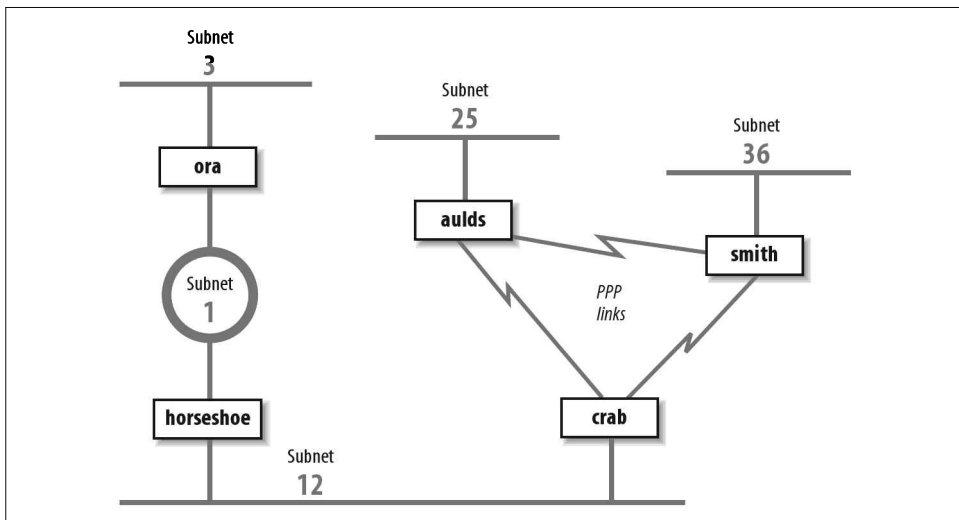 Subnet
3
ora
Subnet
1
horseshoe
Subnet
12
Subnet
25
aulds
Subnet
36
smith
PPP
links
crab